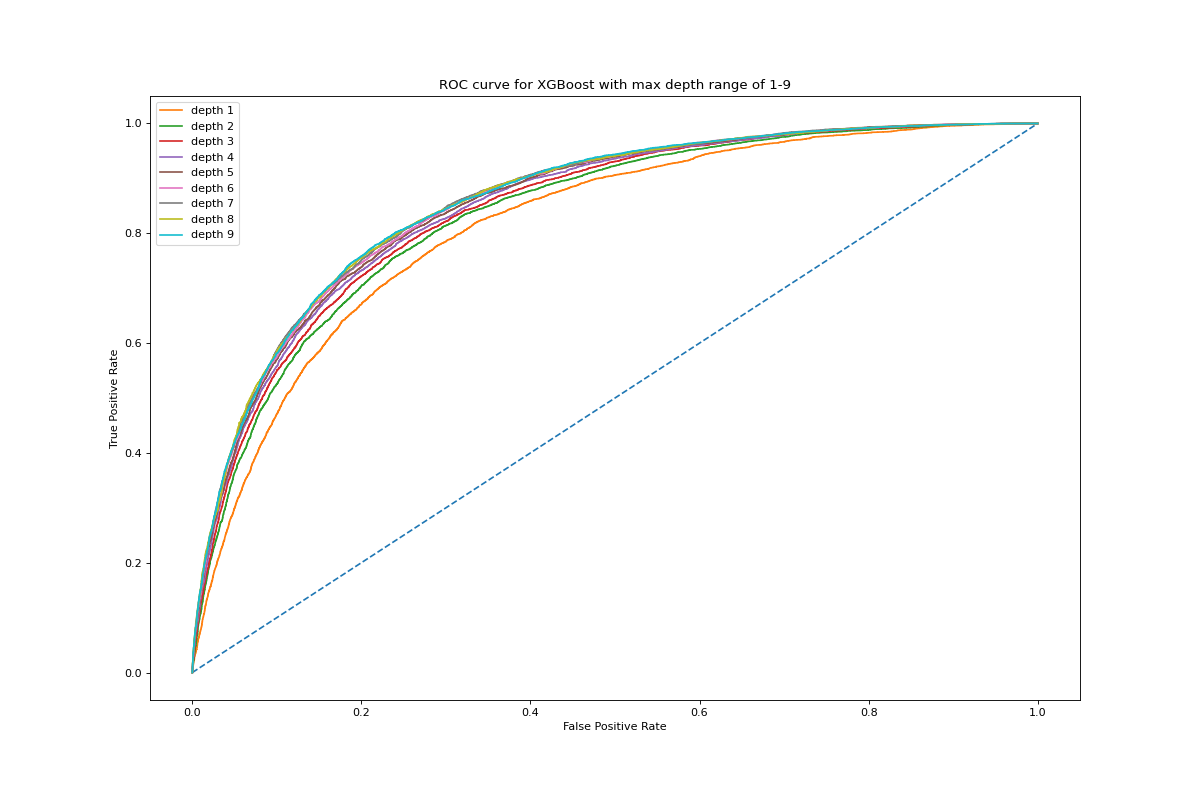 ROC curve for XGBoost with max depth range of 1-9
depth 1
depth 2
depth 3
depth 4
depth 5
depth 6
depth 7
depth 8
depth 9
1.0
0.8
0.6
0.4
0.2
0.0
True Positive Rate
0.0 0.2 0.4 0.6 0.8 1.0
False Positive Rate